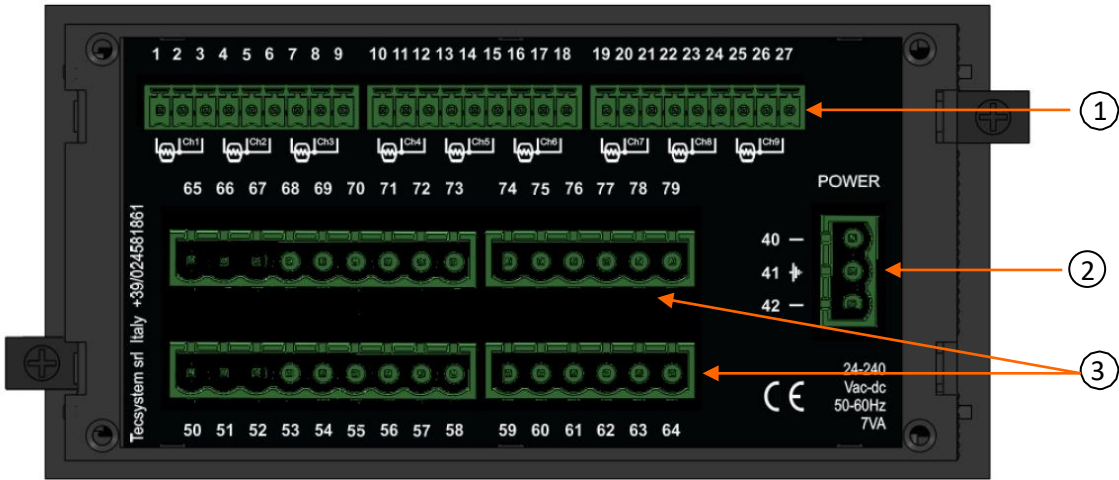 1 2 3 4 5 6 7 8 9 10 11 12 13 14 15 16 17 18 19 20 21 22 23 24 25 26 27
1
Ch1 Ch2 Ch3 Ch4 Ch5 Ch6 Ch7 Ch8 Ch9
65 66 67 68 69 70 71 72 73 74 75 76 77 78 79
POWER
40
41
42
2
3
24-240
Vac-dc
50-60Hz
7VA
CE
50 51 52 53 54 55 56 57 58 59 60 61 62 63 64
Tecsystem srl Italy +39/024581861